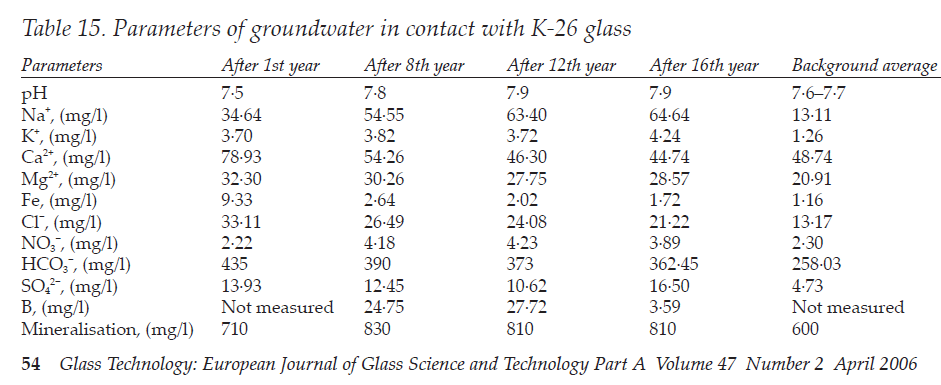 Table 15. Parameters of groundwater in contact with K-26 glass
Parameters After 1st year After 8th year After 12th year After 16th year Background average
pH 7·5 7·8 7·9 7·9 7·6–7·7
Na⁺, (mg/l) 34·64 54·55 63·40 64·64 13·11
K⁺, (mg/l) 3·70 3·82 3·72 4·24 1·26
Ca²⁺, (mg/l) 78·93 54·26 46·30 44·74 48·74
Mg²⁺, (mg/l) 32·30 30·26 27·75 28·57 20·91
Fe, (mg/l) 9·33 2·64 2·02 1·72 1·16
Cl⁻, (mg/l) 33·11 26·49 24·08 21·22 13·17
NO₃⁻, (mg/l) 2·22 4·18 4·23 3·89 2·30
HCO₃⁻, (mg/l) 435 390 373 362·45 258·03
SO₄²⁻, (mg/l) 13·93 12·45 10·62 16·50 4·73
B, (mg/l) Not measured 24·75 27·72 3·59 Not measured
Mineralisation, (mg/l) 710 830 810 810 600
54 Glass Technology: European Journal of Glass Science and Technology Part A Volume 47 Number 2 April 2006